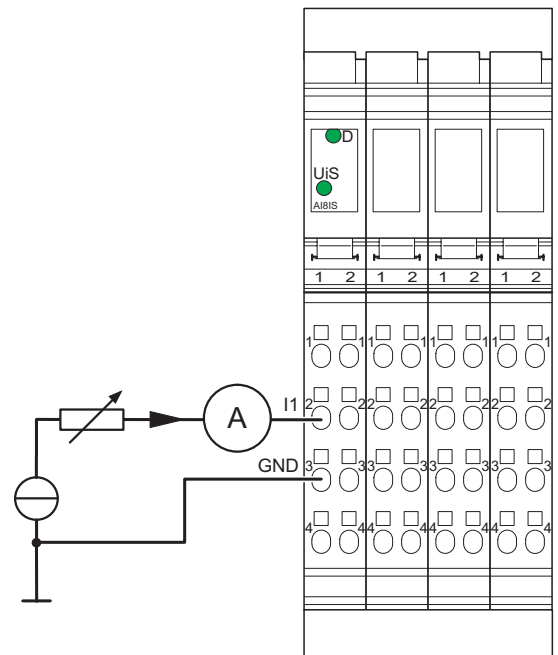 D
UiS
AI8IS
1 2 1 2 1 2 1 2
1 1 1 1 1 1 1 1
A I1 2 2 2 2 2 2 2 2
GND 3 3 3 3 3 3 3 3
4 4 4 4 4 4 4 4